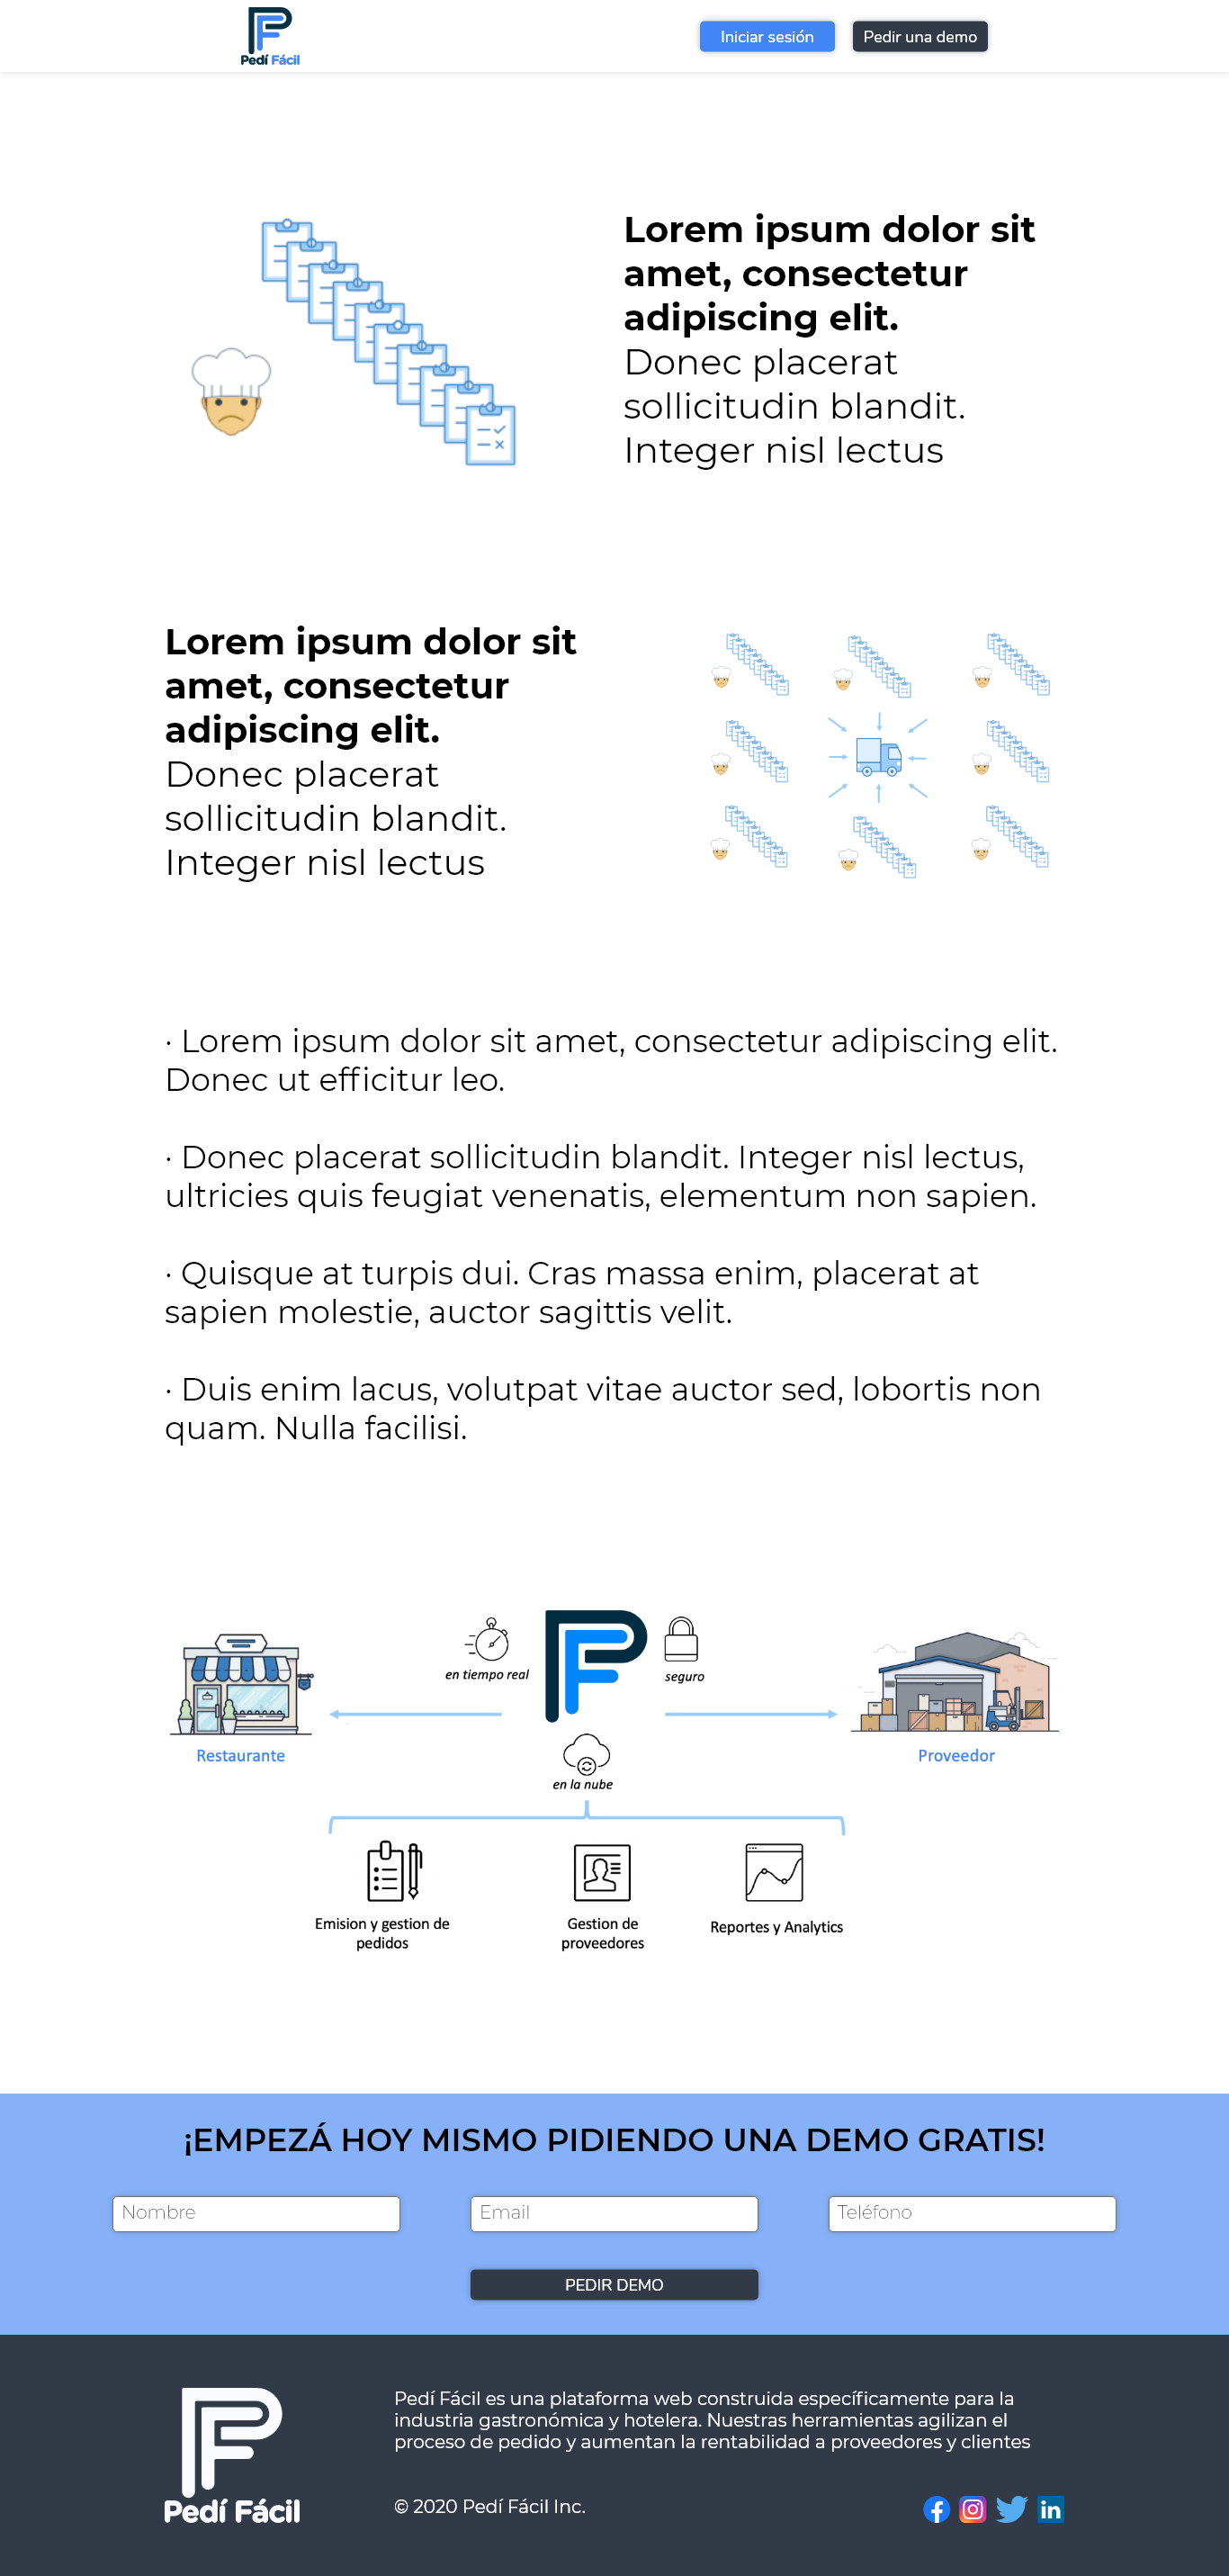 Pedí Fácil
Iniciar sesión
Pedir una demo
Lorem ipsum dolor sit
amet, consectetur
adipiscing elit.
Donec placerat
sollicitudin blandit.
Integer nisl lectus
Lorem ipsum dolor sit
amet, consectetur
adipiscing elit.
Donec placerat
sollicitudin blandit.
Integer nisl lectus
· Lorem ipsum dolor sit amet, consectetur adipiscing elit.
Donec ut efficitur leo.
· Donec placerat sollicitudin blandit. Integer nisl lectus,
ultricies quis feugiat venenatis, elementum non sapien.
· Quisque at turpis dui. Cras massa enim, placerat at
sapien molestie, auctor sagittis velit.
· Duis enim lacus, volutpat vitae auctor sed, lobortis non
quam. Nulla facilisi.
en tiempo real
seguro
Restaurante
Proveedor
en la nube
Emision y gestion de
pedidos
Gestion de
proveedores
Reportes y Analytics
¡EMPEZÁ HOY MISMO PIDIENDO UNA DEMO GRATIS!
Nombre
Email
Teléfono
PEDIR DEMO
Pedí Fácil
Pedí Fácil es una plataforma web construida específicamente para la
industria gastronómica y hotelera. Nuestras herramientas agilizan el
proceso de pedido y aumentan la rentabilidad a proveedores y clientes
© 2020 Pedí Fácil Inc.